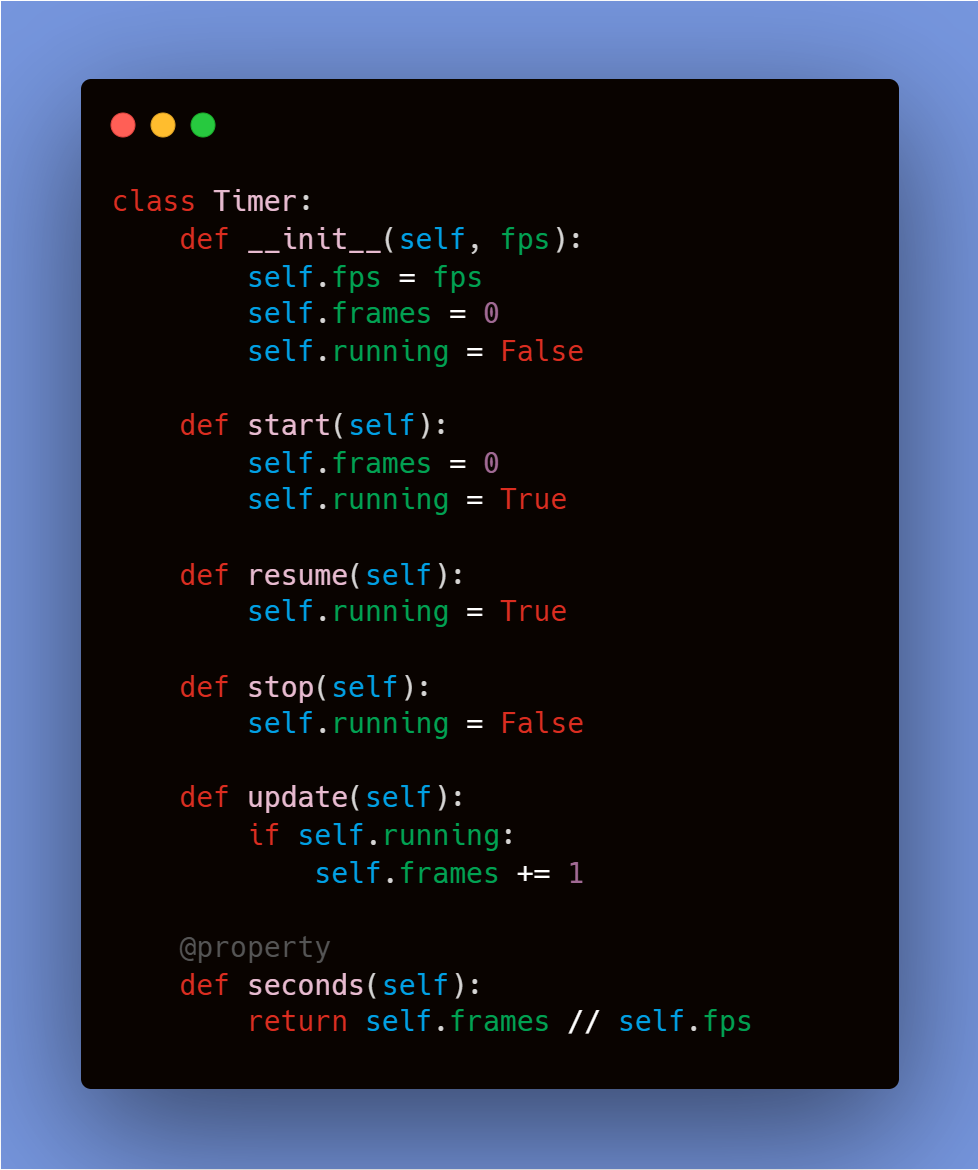 class Timer:
    def __init__(self, fps):
        self.fps = fps
        self.frames = 0
        self.running = False

    def start(self):
        self.frames = 0
        self.running = True

    def resume(self):
        self.running = True

    def stop(self):
        self.running = False

    def update(self):
        if self.running:
            self.frames += 1

    @property
    def seconds(self):
        return self.frames // self.fps